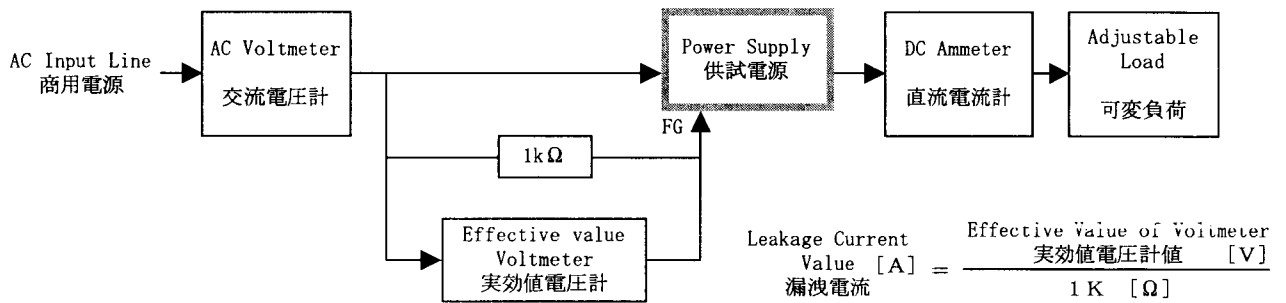 AC Input Line
商用電源
AC Voltmeter
交流電圧計
Power Supply
供試電源
DC Ammeter
直流電流計
Adjustable
Load
可変負荷
FG
1kΩ
Effective value
Voltmeter
実効値電圧計
Leakage Current
Value [A]
漏洩電流
=
Effective Value of Voltmeter
実効値電圧計値 [V]
1K [Ω]